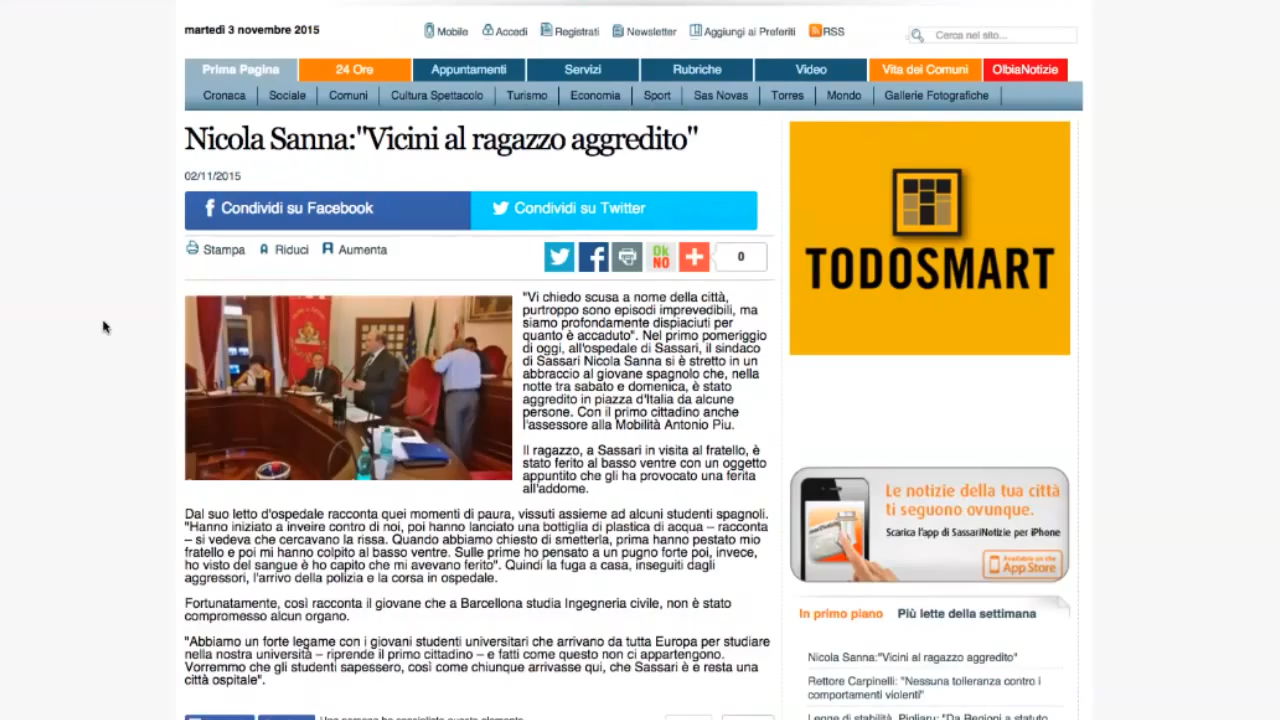 martedì 3 novembre 2015
Mobile Accedi Registrati Newsletter Aggiungi ai Preferiti RSS
Cerca nel sito...
Prima Pagina 24 Ore Appuntamenti Servizi Rubriche Video Vita dei Comuni OlbiaNotizie
Cronaca Sociale Comuni Cultura Spettacolo Turismo Economia Sport Sas Novas Torres Mondo Gallerie Fotografiche
Nicola Sanna:"Vicini al ragazzo aggredito"
02/11/2015
Condividi su Facebook Condividi su Twitter
Stampa Riduci Aumenta
OK
NO
0
"Vi chiedo scusa a nome della città,
purtroppo sono episodi imprevedibili, ma
siamo profondamente dispiaciuti per
quanto è accaduto". Nel primo pomeriggio
di oggi, all'ospedale di Sassari, il sindaco
di Sassari Nicola Sanna si è stretto in un
abbraccio al giovane spagnolo che, nella
notte tra sabato e domenica, è stato
aggredito in piazza d'Italia da alcune
persone. Con il primo cittadino anche
l'assessore alla Mobilità Antonio Piu.
Il ragazzo, a Sassari in visita al fratello, è
stato ferito al basso ventre con un oggetto
appuntito che gli ha provocato una ferita
all'addome.
Dal suo letto d'ospedale racconta quei momenti di paura, vissuti assieme ad alcuni studenti spagnoli.
"Hanno iniziato a inveire contro di noi, poi hanno lanciato una bottiglia di plastica di acqua – racconta
– si vedeva che cercavano la rissa. Quando abbiamo chiesto di smetterla, prima hanno pestato mio
fratello e poi mi hanno colpito al basso ventre. Sulle prime ho pensato a un pugno forte poi, invece,
ho visto del sangue è ho capito che mi avevano ferito". Quindi la fuga a casa, inseguiti dagli
aggressori, l'arrivo della polizia e la corsa in ospedale.
Fortunatamente, così racconta il giovane che a Barcellona studia Ingegneria civile, non è stato
compromesso alcun organo.
"Abbiamo un forte legame con i giovani studenti universitari che arrivano da tutta Europa per studiare
nella nostra università – riprende il primo cittadino – e fatti come questo non ci appartengono.
Vorremmo che gli studenti sapessero, così come chiunque arrivasse qui, che Sassari è e resta una
città ospitale".
TODOSMART
Le notizie della tua città
ti seguono ovunque.
Scarica l'app di SassariNotizie per iPhone
Available on the
App Store
In primo piano Più lette della settimana
Nicola Sanna:"Vicini al ragazzo aggredito"
Rettore Carpinelli: "Nessuna tolleranza contro i
comportamenti violenti"
Legge di stabilità, Pigliaru: "Da Regioni a statuto